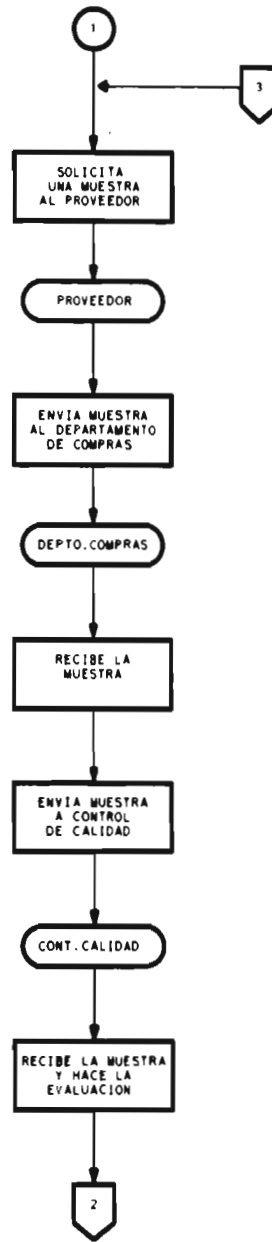 1
3
SOLICITA
UNA MUESTRA
AL PROVEEDOR
PROVEEDOR
ENVIA MUESTRA
AL DEPARTAMENTO
DE COMPRAS
DEPTO.COMPRAS
RECIBE LA
MUESTRA
ENVIA MUESTRA
A CONTROL
DE CALIDAD
CONT.CALIDAD
RECIBE LA MUESTRA
Y HACE LA
EVALUACION
2